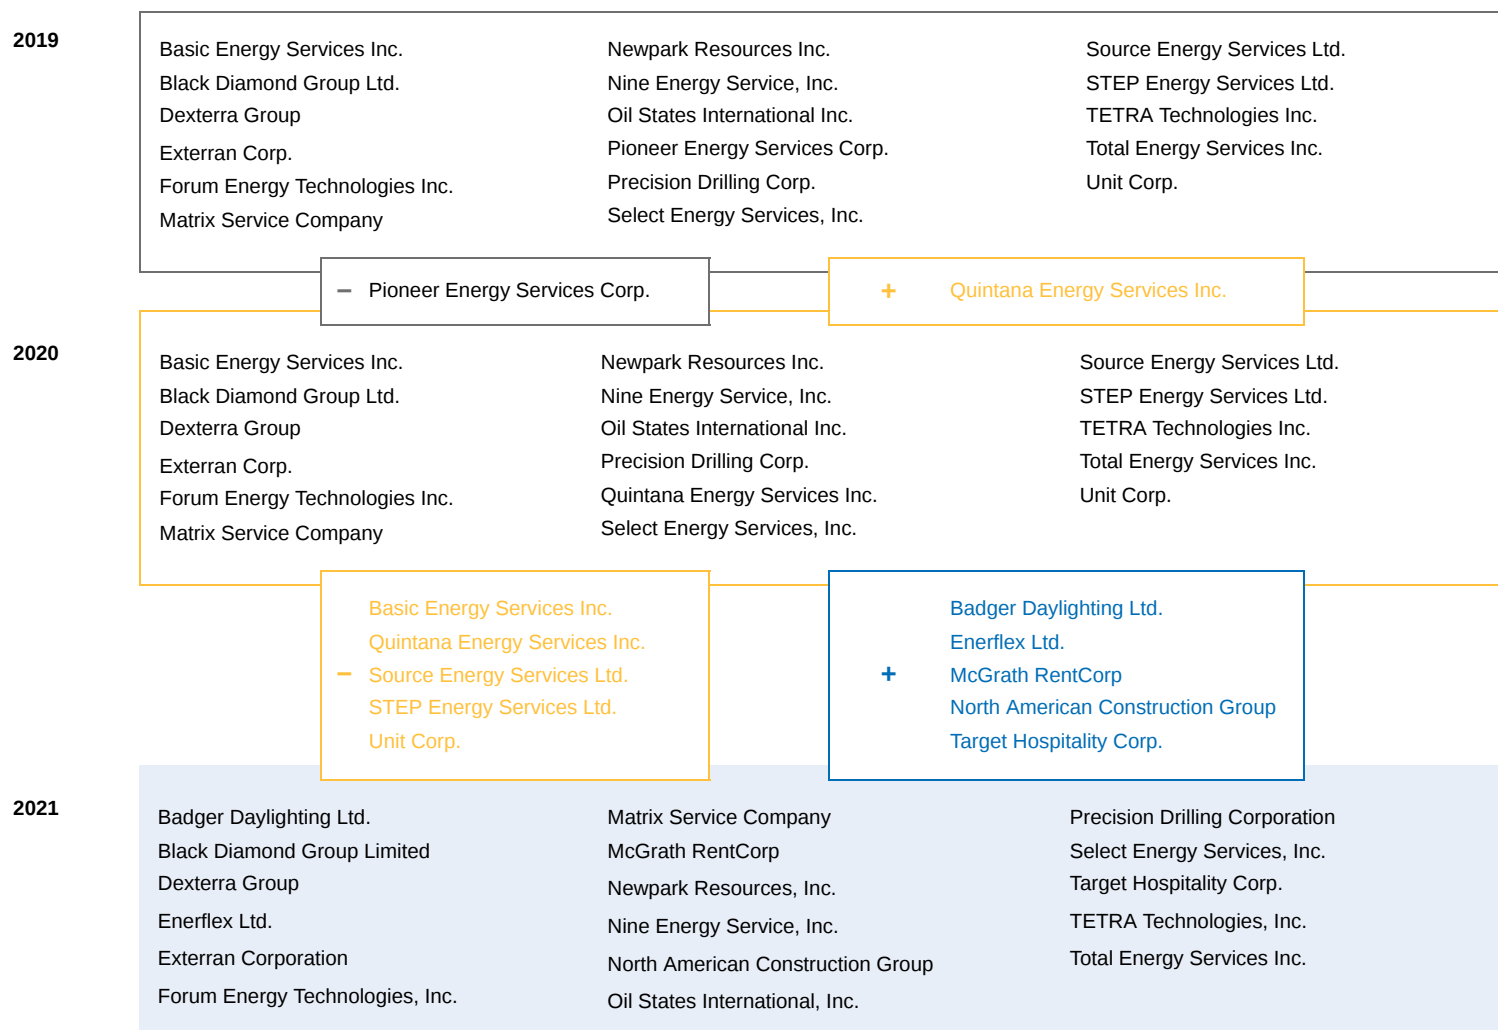 2019
Basic Energy Services Inc.
Black Diamond Group Ltd.
Dexterra Group
Exterran Corp.
Forum Energy Technologies Inc.
Matrix Service Company
Newpark Resources Inc.
Nine Energy Service, Inc.
Oil States International Inc.
Pioneer Energy Services Corp.
Precision Drilling Corp.
Select Energy Services, Inc.
Source Energy Services Ltd.
STEP Energy Services Ltd.
TETRA Technologies Inc.
Total Energy Services Inc.
Unit Corp.
– Pioneer Energy Services Corp.
+ Quintana Energy Services Inc.
2020
Basic Energy Services Inc.
Black Diamond Group Ltd.
Dexterra Group
Exterran Corp.
Forum Energy Technologies Inc.
Matrix Service Company
Newpark Resources Inc.
Nine Energy Service, Inc.
Oil States International Inc.
Precision Drilling Corp.
Quintana Energy Services Inc.
Select Energy Services, Inc.
Source Energy Services Ltd.
STEP Energy Services Ltd.
TETRA Technologies Inc.
Total Energy Services Inc.
Unit Corp.
Basic Energy Services Inc.
Quintana Energy Services Inc.
– Source Energy Services Ltd.
STEP Energy Services Ltd.
Unit Corp.
Badger Daylighting Ltd.
Enerflex Ltd.
+ McGrath RentCorp
North American Construction Group
Target Hospitality Corp.
2021
Badger Daylighting Ltd.
Black Diamond Group Limited
Dexterra Group
Enerflex Ltd.
Exterran Corporation
Forum Energy Technologies, Inc.
Matrix Service Company
McGrath RentCorp
Newpark Resources, Inc.
Nine Energy Service, Inc.
North American Construction Group
Oil States International, Inc.
Precision Drilling Corporation
Select Energy Services, Inc.
Target Hospitality Corp.
TETRA Technologies, Inc.
Total Energy Services Inc.